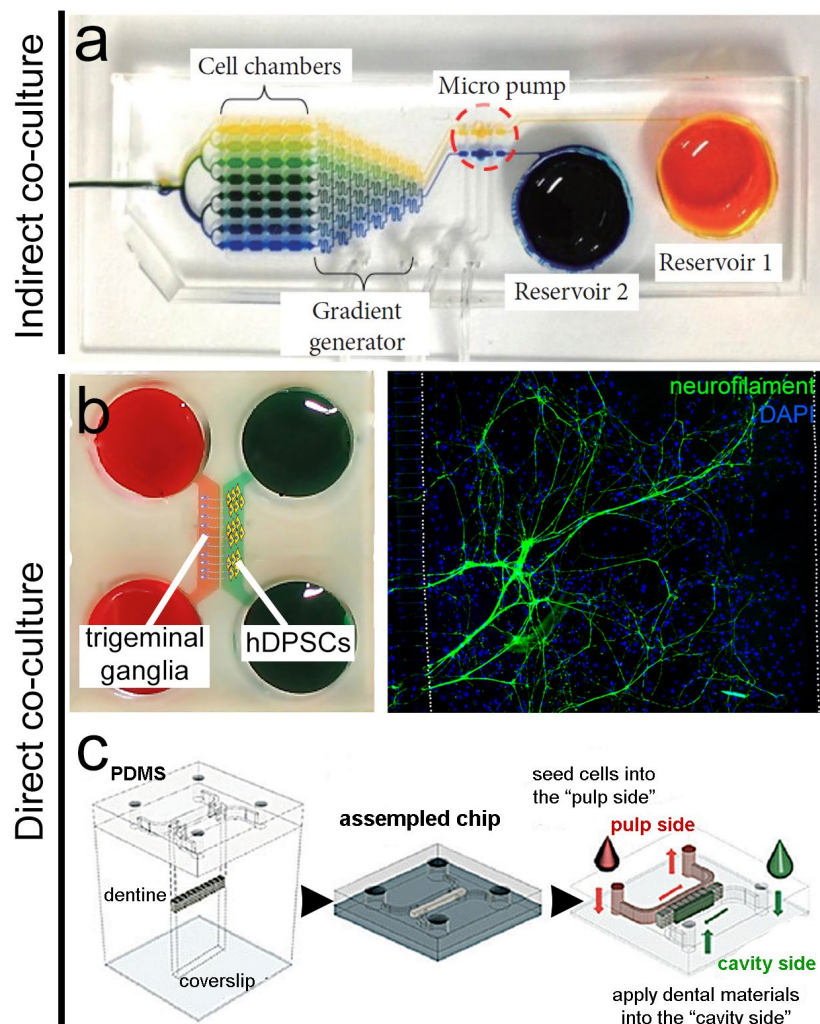 Indirect co-culture
a
Cell chambers
Micro pump
Reservoir 1
Reservoir 2
Gradient
generator
Direct co-culture
b
trigeminal
ganglia
hDPSCs
neurofilament
DAPI
c
PDMS
dentine
coverslip
assempled chip
seed cells into
the “pulp side”
pulp side
cavity side
apply dental materials
into the “cavity side”